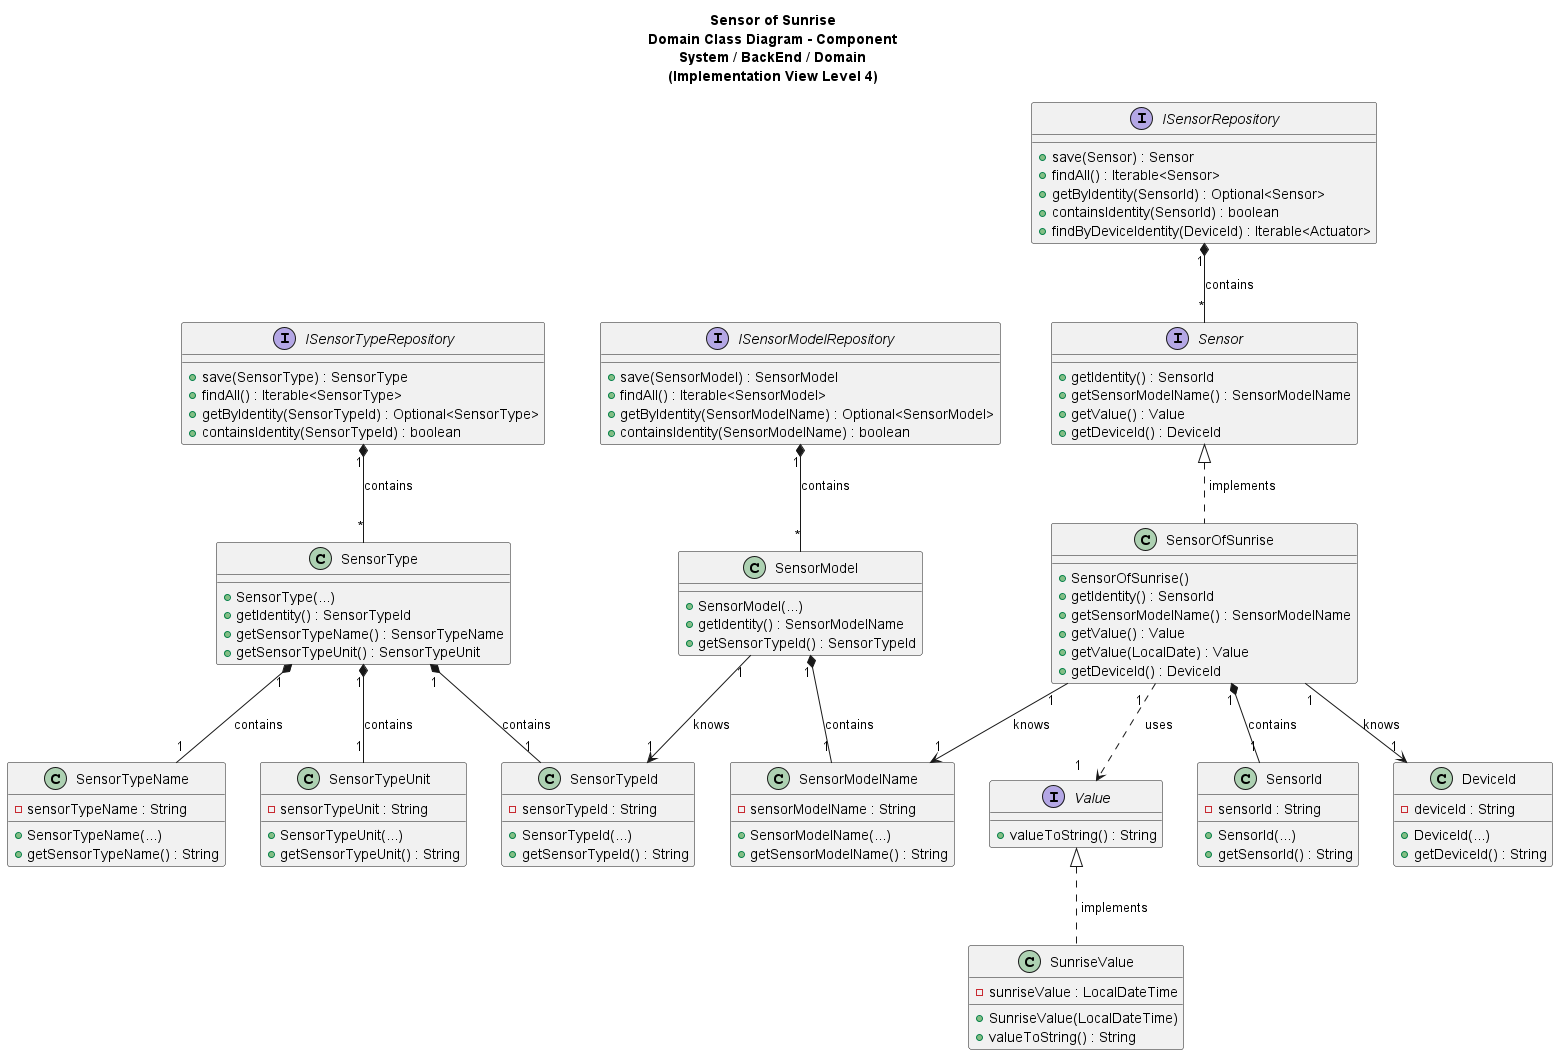 Sensor of Sunrise
Domain Class Diagram - Component
System / BackEnd / Domain
(Implementation View Level 4)
I ISensorRepository
save(Sensor) : Sensor
findAll() : Iterable<Sensor>
getByIdentity(SensorId) : Optional<Sensor>
containsIdentity(SensorId) : boolean
findByDeviceIdentity(DeviceId) : Iterable<Actuator>
1
contains
*
I ISensorTypeRepository
save(SensorType) : SensorType
findAll() : Iterable<SensorType>
getByIdentity(SensorTypeId) : Optional<SensorType>
containsIdentity(SensorTypeId) : boolean
I ISensorModelRepository
save(SensorModel) : SensorModel
findAll() : Iterable<SensorModel>
getByIdentity(SensorModelName) : Optional<SensorModel>
containsIdentity(SensorModelName) : boolean
I Sensor
getIdentity() : SensorId
getSensorModelName() : SensorModelName
getValue() : Value
getDeviceId() : DeviceId
1
contains
*
1
contains
*
implements
C SensorType
SensorType(...)
getIdentity() : SensorTypeId
getSensorTypeName() : SensorTypeName
getSensorTypeUnit() : SensorTypeUnit
C SensorModel
SensorModel(...)
getIdentity() : SensorModelName
getSensorTypeId() : SensorTypeId
C SensorOfSunrise
SensorOfSunrise()
getIdentity() : SensorId
getSensorModelName() : SensorModelName
getValue() : Value
getValue(LocalDate) : Value
getDeviceId() : DeviceId
1
contains
1
1
contains
1
1
contains
1
1
knows
1
1
contains
1
1
knows
1
1
uses
1
1
contains
1
1
knows
1
C SensorTypeName
sensorTypeName : String
SensorTypeName(...)
getSensorTypeName() : String
C SensorTypeUnit
sensorTypeUnit : String
SensorTypeUnit(...)
getSensorTypeUnit() : String
C SensorTypeId
sensorTypeId : String
SensorTypeId(...)
getSensorTypeId() : String
C SensorModelName
sensorModelName : String
SensorModelName(...)
getSensorModelName() : String
I Value
valueToString() : String
C SensorId
sensorId : String
SensorId(...)
getSensorId() : String
C DeviceId
deviceId : String
DeviceId(...)
getDeviceId() : String
implements
C SunriseValue
sunriseValue : LocalDateTime
SunriseValue(LocalDateTime)
valueToString() : String